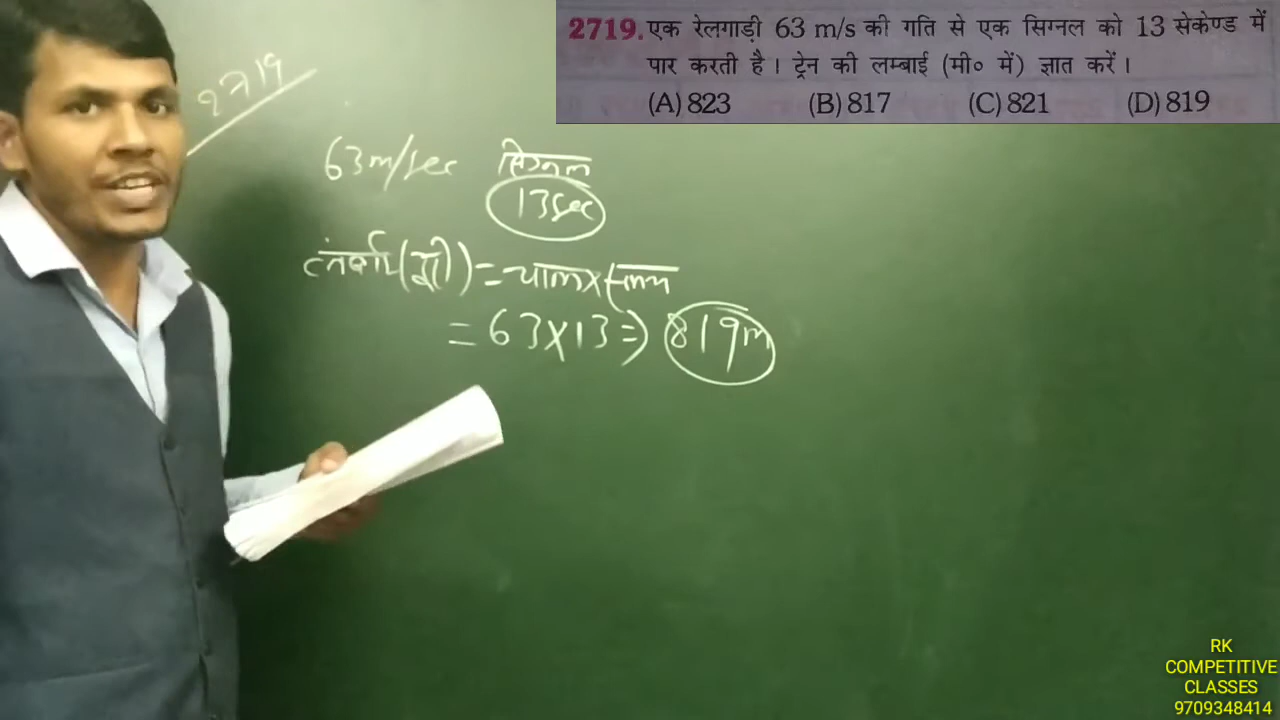 2719. एक रेलगाड़ी 63 m/s की गति से एक सिग्नल को 13 सेकेण्ड में
पार करती है। ट्रेन की लम्बाई (मी० में) ज्ञात करें।
(A) 823 (B) 817 (C) 821 (D) 819
2719
63m/sec सिग्नल
13sec
= चाल × समय
= 63×13 ⇒ 819m
RK
COMPETITIVE
CLASSES
9709348414